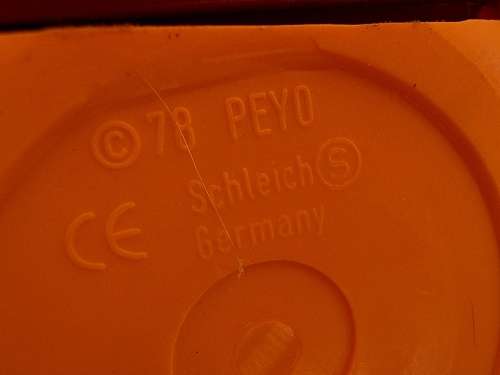 © 78 PEYO
Schleich S
CE Germany